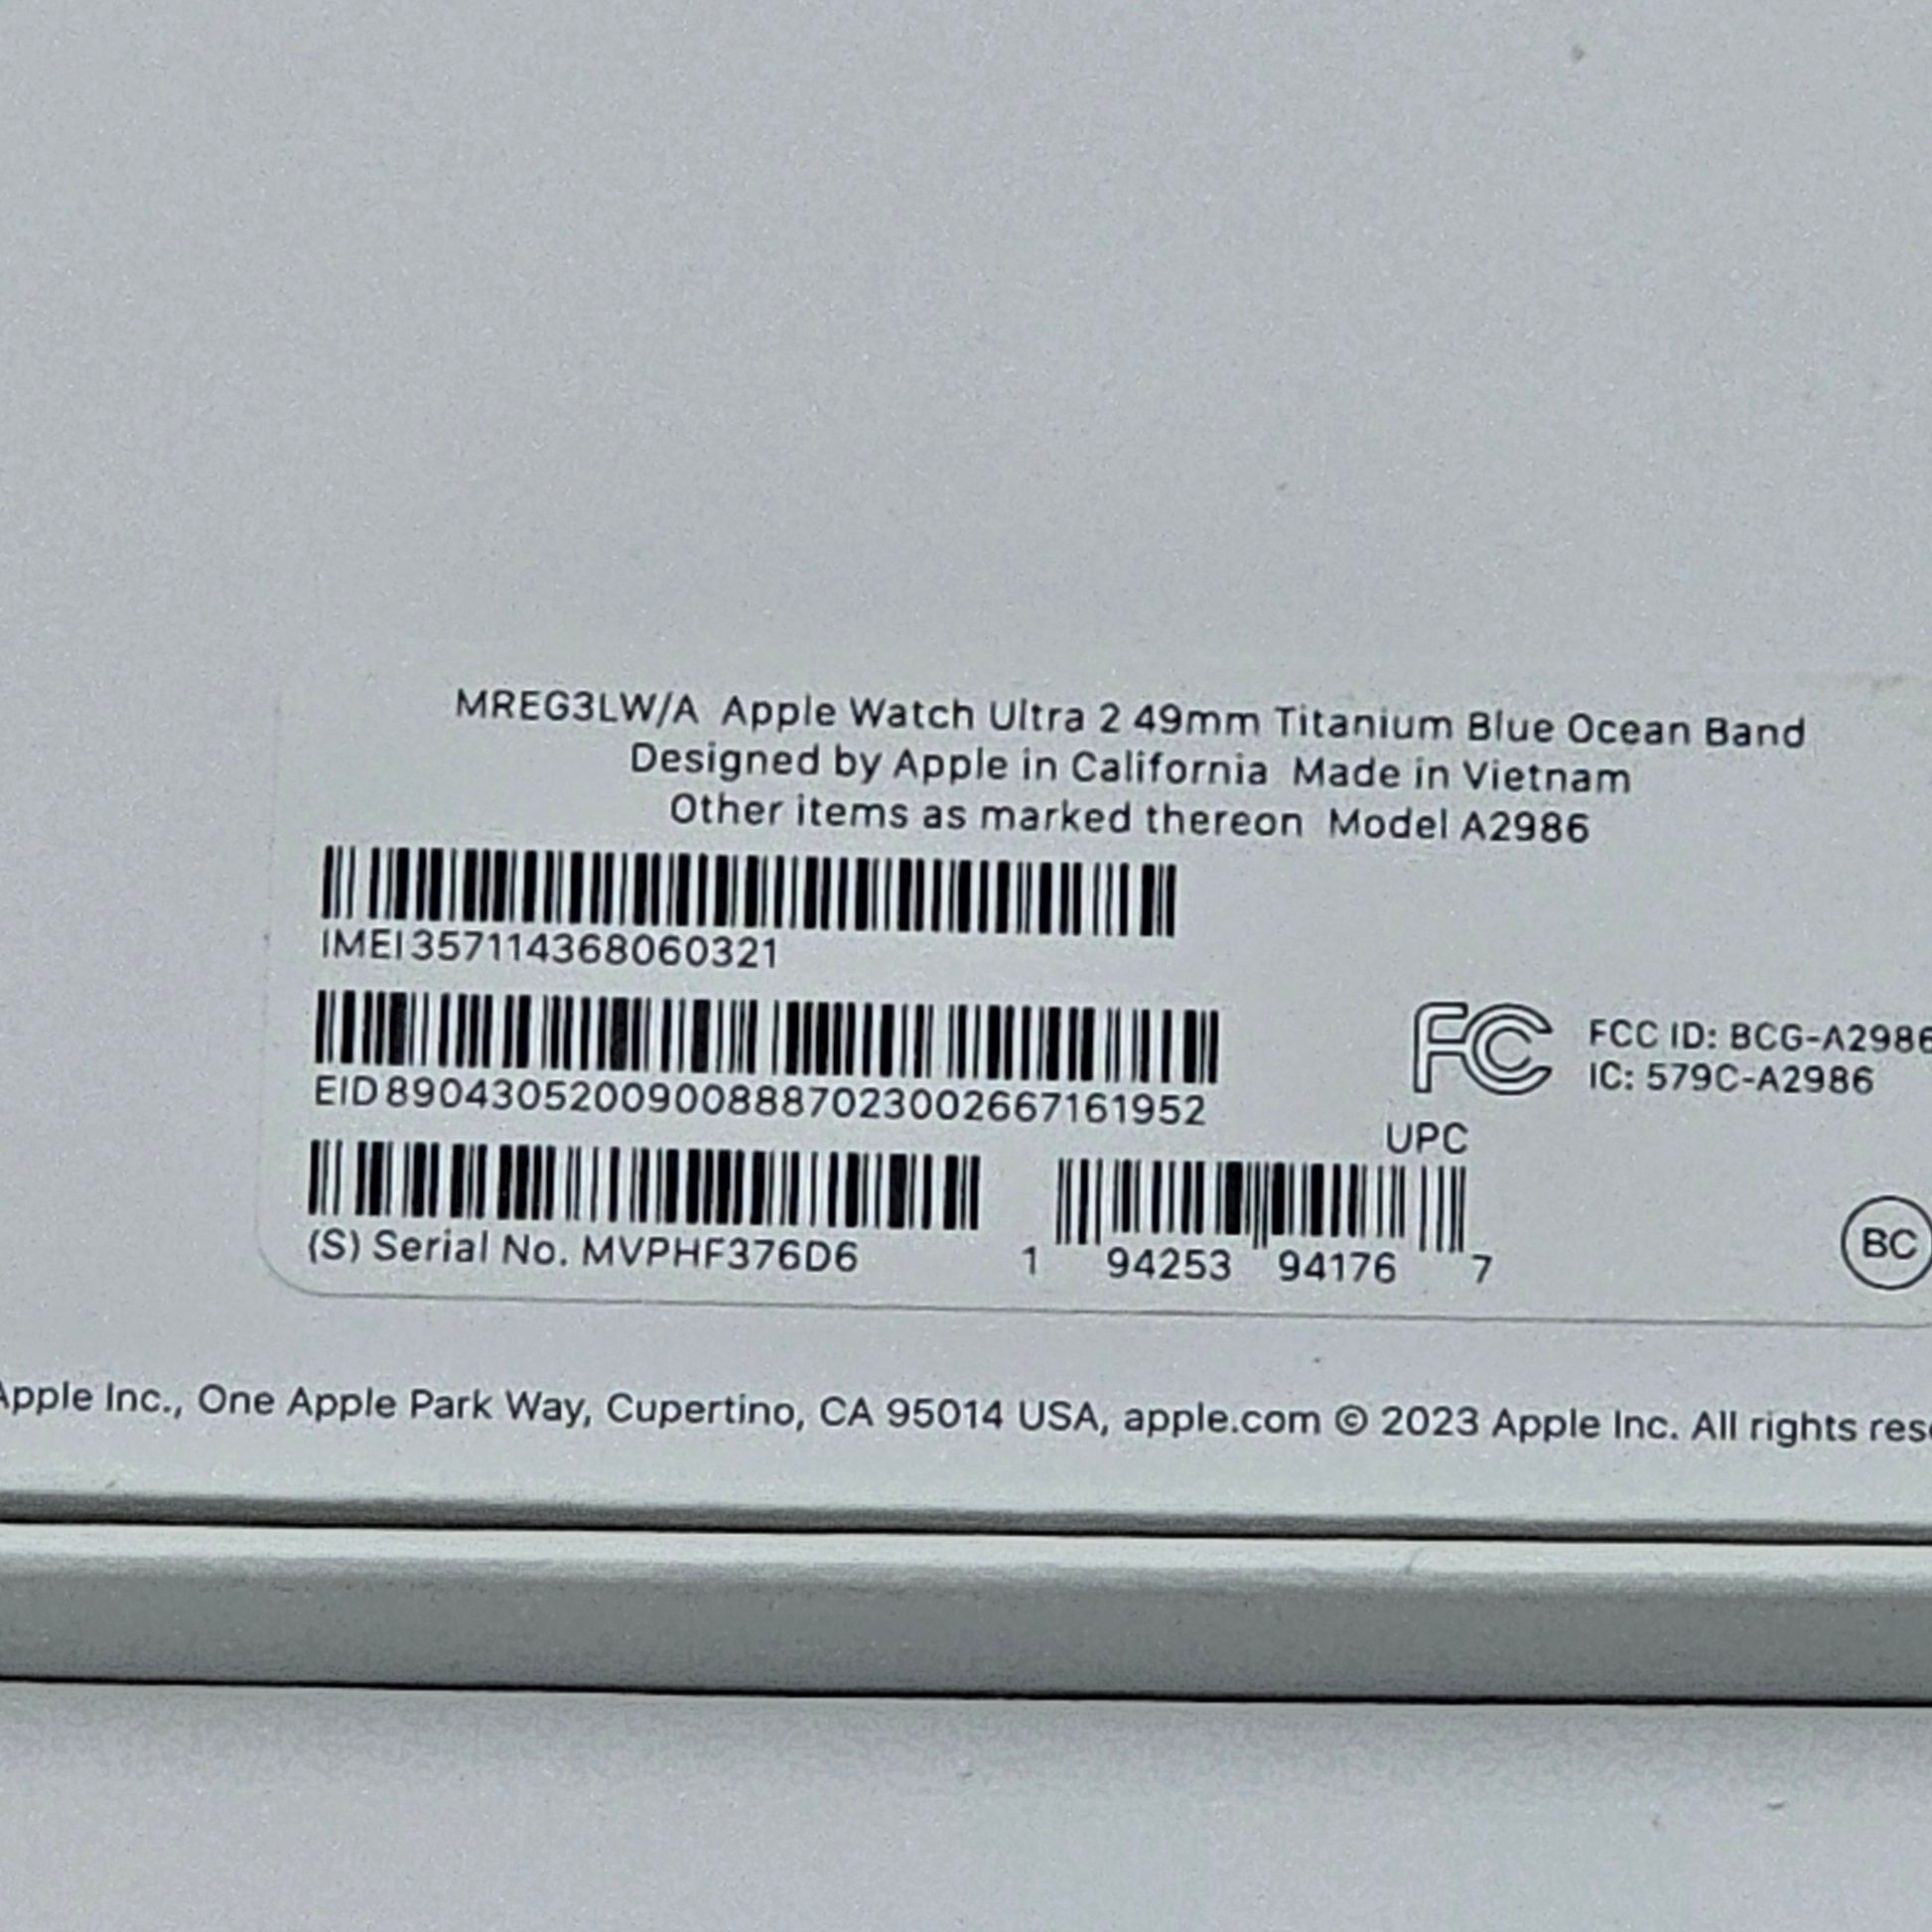 MREG3LW/A Apple Watch Ultra 2 49mm Titanium Blue Ocean Band
Designed by Apple in California Made in Vietnam
Other items as marked thereon Model A2986
IMEI 357114368060321
EID 89043052009008887023002667161952
(S) Serial No. MVPHF376D6
FC FCC ID: BCG-A2986
IC: 579C-A2986
UPC
1 94253 94176 7
BC
Apple Inc., One Apple Park Way, Cupertino, CA 95014 USA, apple.com © 2023 Apple Inc. All rights res